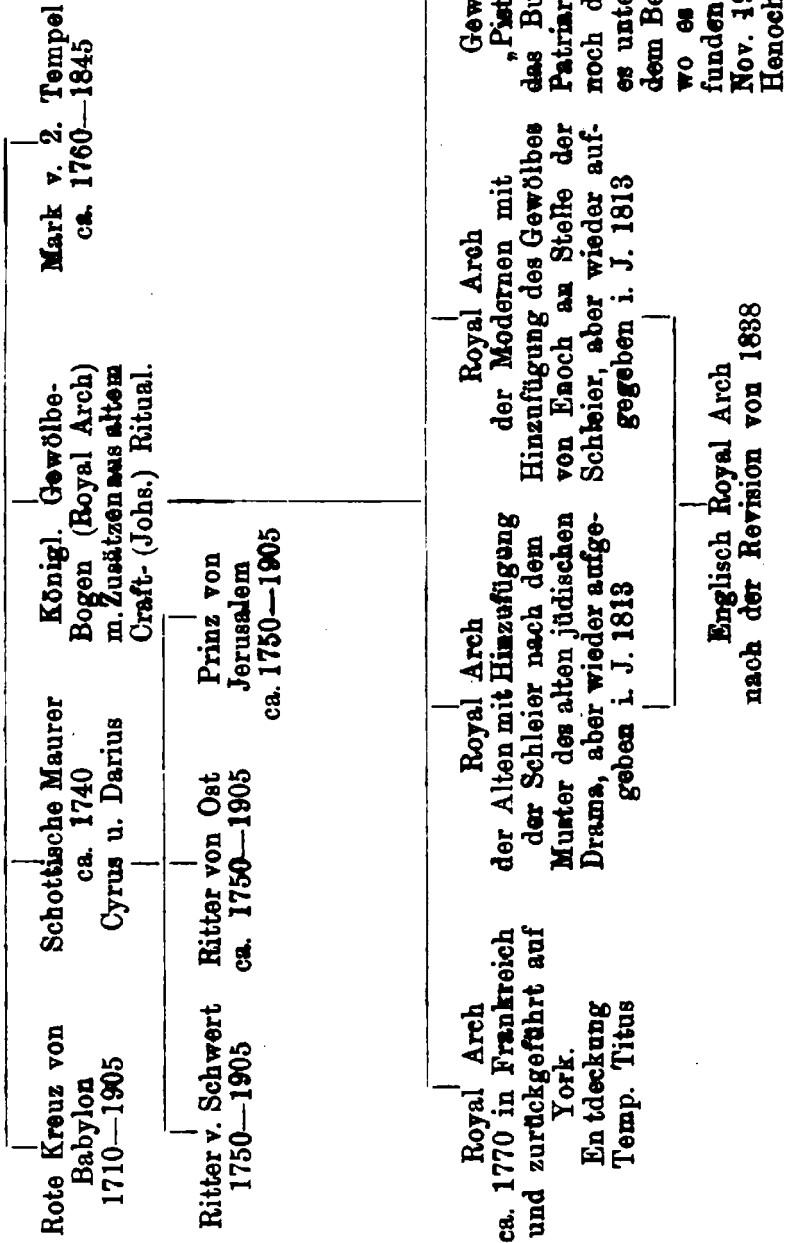 Rote Kreuz von
Babylon
1710—1905
Schottische Maurer
ca. 1740
Cyrus u. Darius
Königl. Gewölbe-
Bogen (Royal Arch)
m. Zusätzen aus altem
Craft- (Johs.) Ritual.
Mark v. 2. Tempel
ca. 1760—1845
Ritter v. Schwert
1750—1905
Ritter von Ost
ca. 1750—1905
Prinz von
Jerusalem
ca. 1750—1905
Royal Arch
ca. 1770 in Frankreich
und zurückgeführt auf
York.
Entdeckung
Temp. Titus
Royal Arch
der Alten mit Hinzufügung
der Schleier nach dem
Muster des alten jüdischen
Drama, aber wieder aufge-
geben i. J. 1813
Royal Arch
der Modernen mit
Hinzufügung des Gewölbes
von Enoch an Stelle der
Schleier, aber wieder auf-
gegeben i. J. 1813
Gew
das Bu
Patriar
noch d
es unte
dem Be
wo es
funden
Nov.
Henoch
Englisch Royal Arch
nach der Revision von 1838